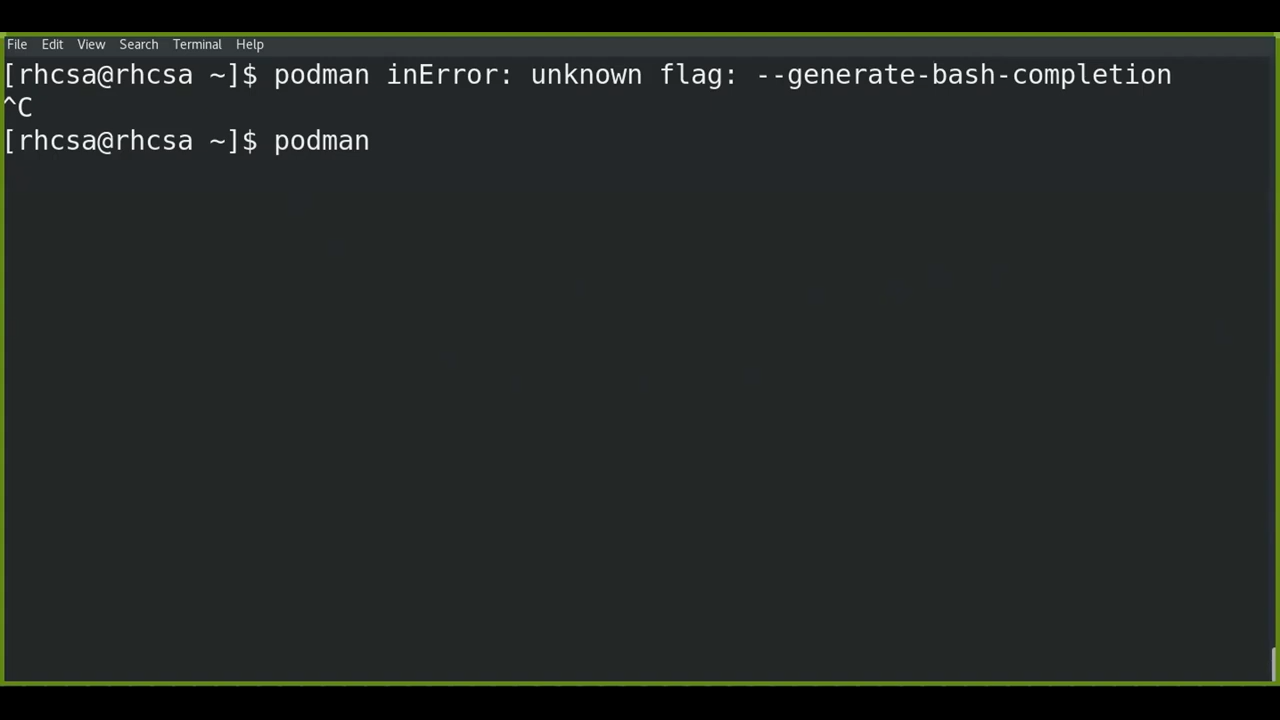 File Edit View Search Terminal Help
[rhcsa@rhcsa ~]$ podman inError: unknown flag: --generate-bash-completion
^C
[rhcsa@rhcsa ~]$ podman